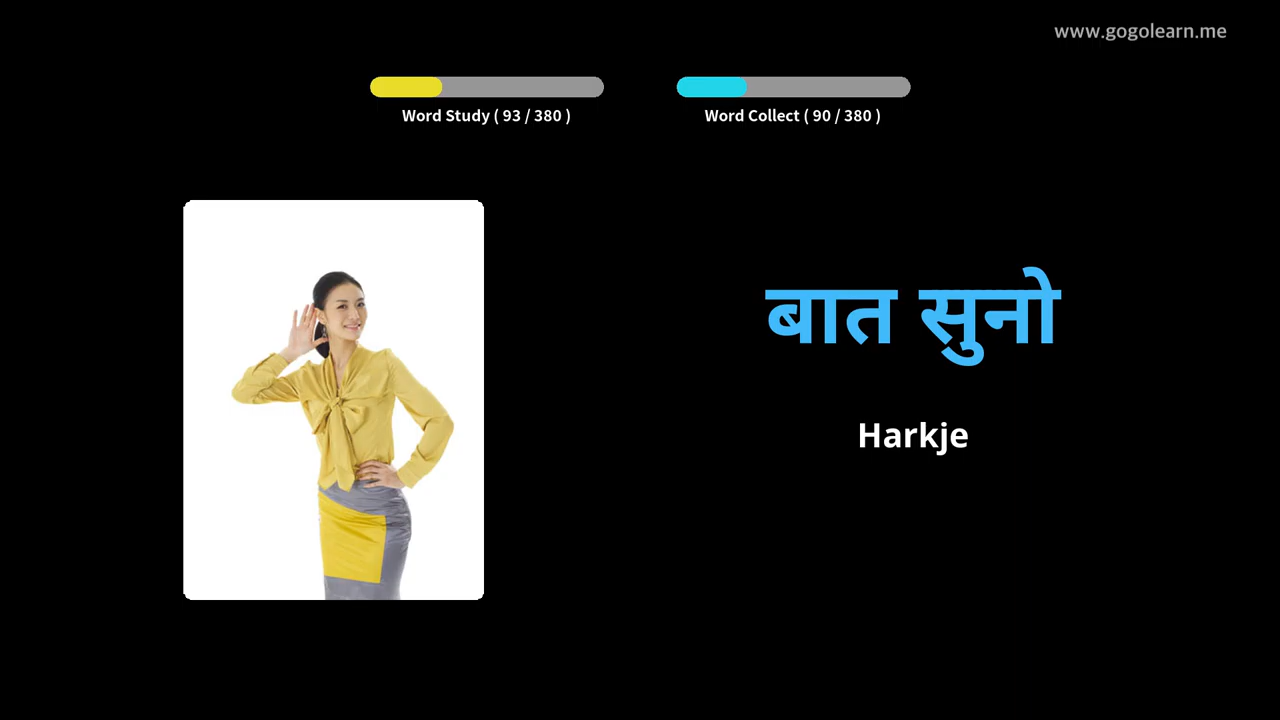 www.gogolearn.me
Word Study ( 93 / 380 )
Word Collect ( 90 / 380 )
बात सुनो
Harkje